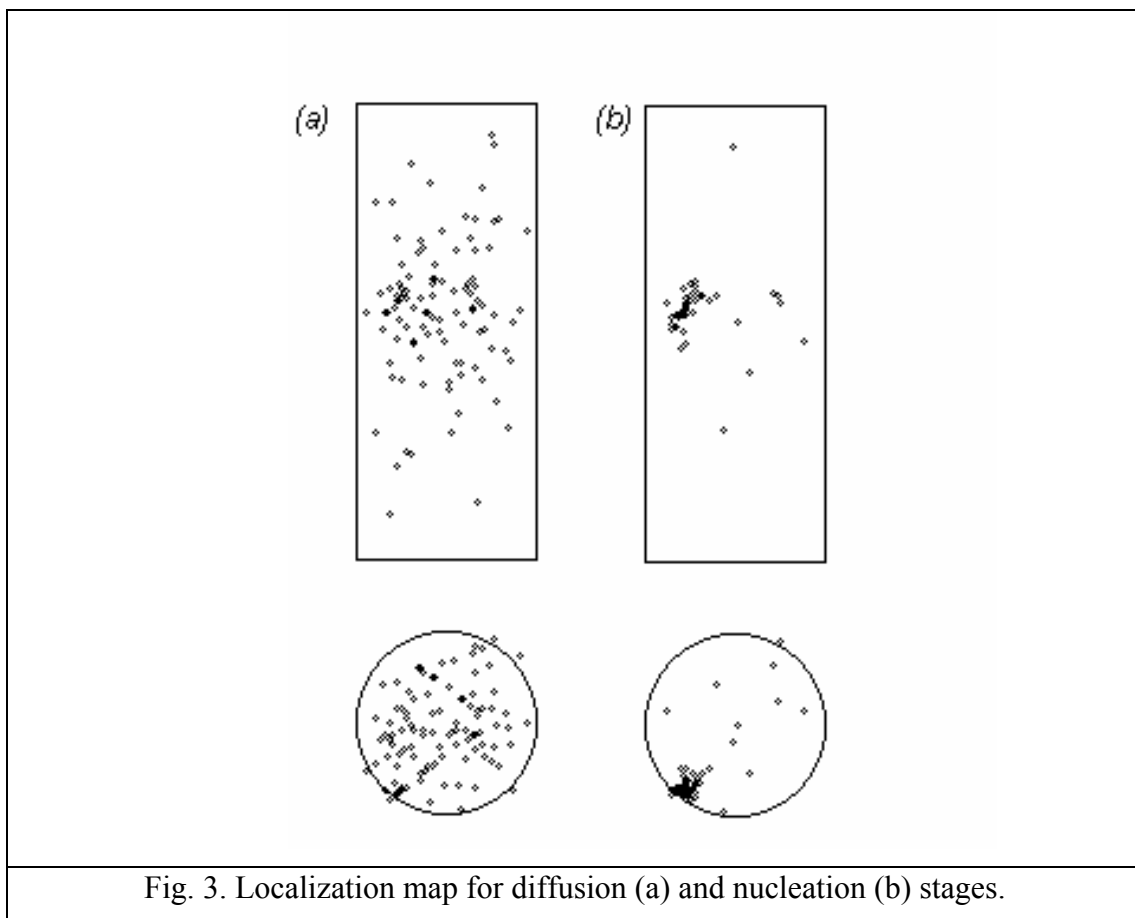 (a)
(b)
Fig. 3. Localization map for diffusion (a) and nucleation (b) stages.